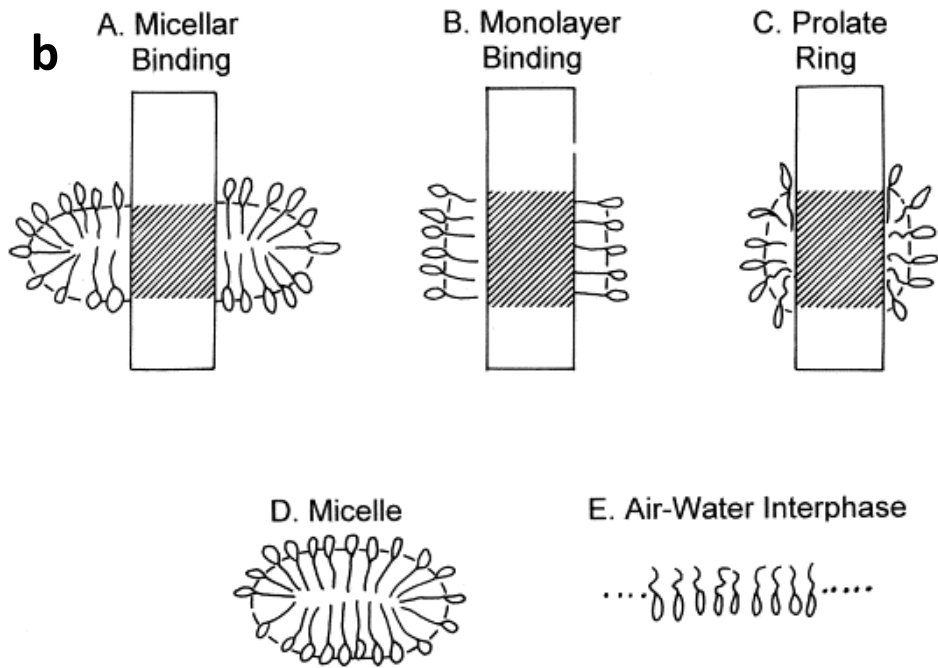 b
A. Micellar
Binding
B. Monolayer
Binding
C. Prolate
Ring
D. Micelle
E. Air-Water Interphase